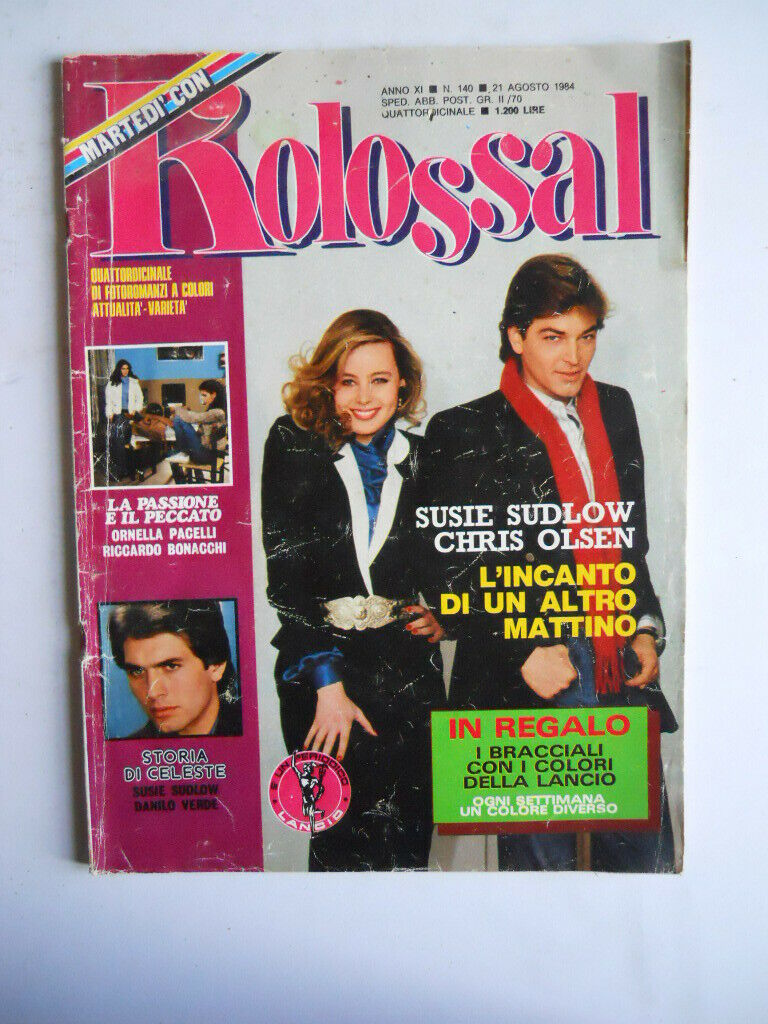 MARTEDI' CON
Kolossal
ANNO XI ■ N. 140 ■ 21 AGOSTO 1984
SPED. ABB. POST. GR. II/70
QUATTORDICINALE ■ 1.200 LIRE
QUATTORDICINALE
DI FOTOROMANZI A COLORI
ATTUALITA'-VARIETA'
LA PASSIONE
E IL PECCATO
ORNELLA PACELLI
RICCARDO BONACCHI
SUSIE SUDLOW
CHRIS OLSEN
L'INCANTO
DI UN ALTRO
MATTINO
STORIA
DI CELESTE
SUSIE SUDLOW
DANILO VERDE
E' UN PERIODICO
LANCIO
IN REGALO
I BRACCIALI
CON I COLORI
DELLA LANCIO
OGNI SETTIMANA
UN COLORE DIVERSO